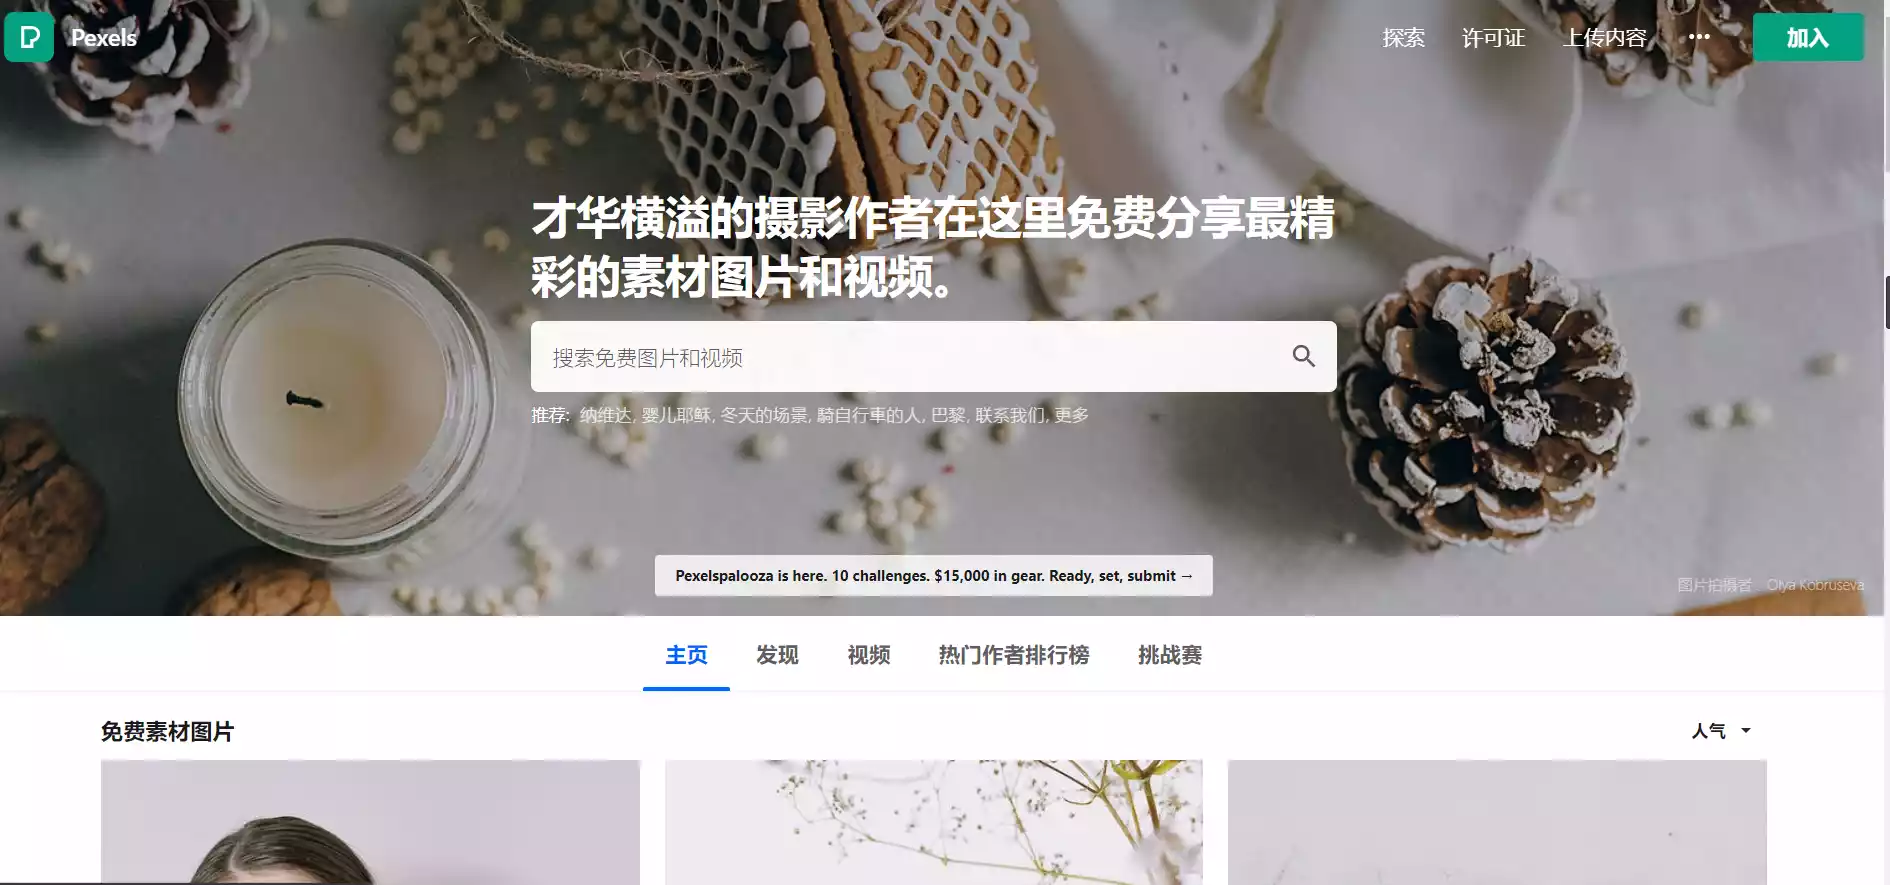 Pexels
探索 许可证 上传内容 ··· 加入
才华横溢的摄影作者在这里免费分享最精
彩的素材图片和视频。
搜索免费图片和视频
推荐: 纳维达, 婴儿耶稣, 冬天的场景, 騎自行車的人, 巴黎, 联系我们, 更多
Pexelspalooza is here. 10 challenges. $15,000 in gear. Ready, set, submit →
图片拍摄者 Olya Kobruseva
主页 发现 视频 热门作者排行榜 挑战赛
免费素材图片
人气